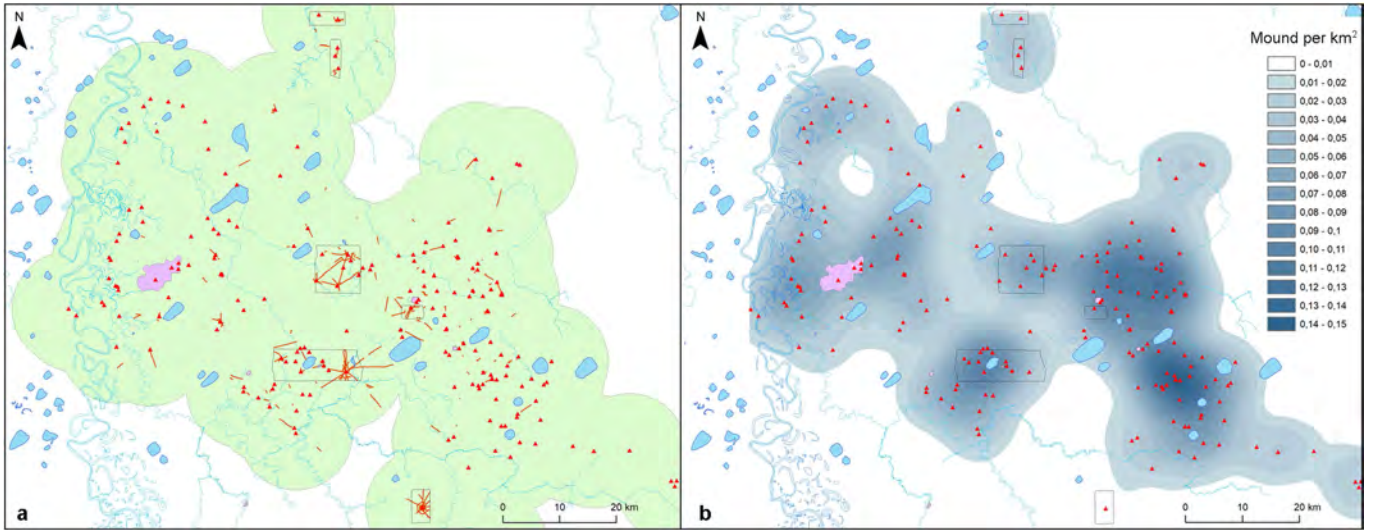 N
a
0 10 20 km
N
Mound per km²
0 - 0,01
0,01 - 0,02
0,02 - 0,03
0,03 - 0,04
0,04 - 0,05
0,05 - 0,06
0,06 - 0,07
0,07 - 0,08
0,08 - 0,09
0,09 - 0,1
0,10 - 0,11
0,11 - 0,12
0,12 - 0,13
0,13 - 0,14
0,14 - 0,15
b
0 10 20 km